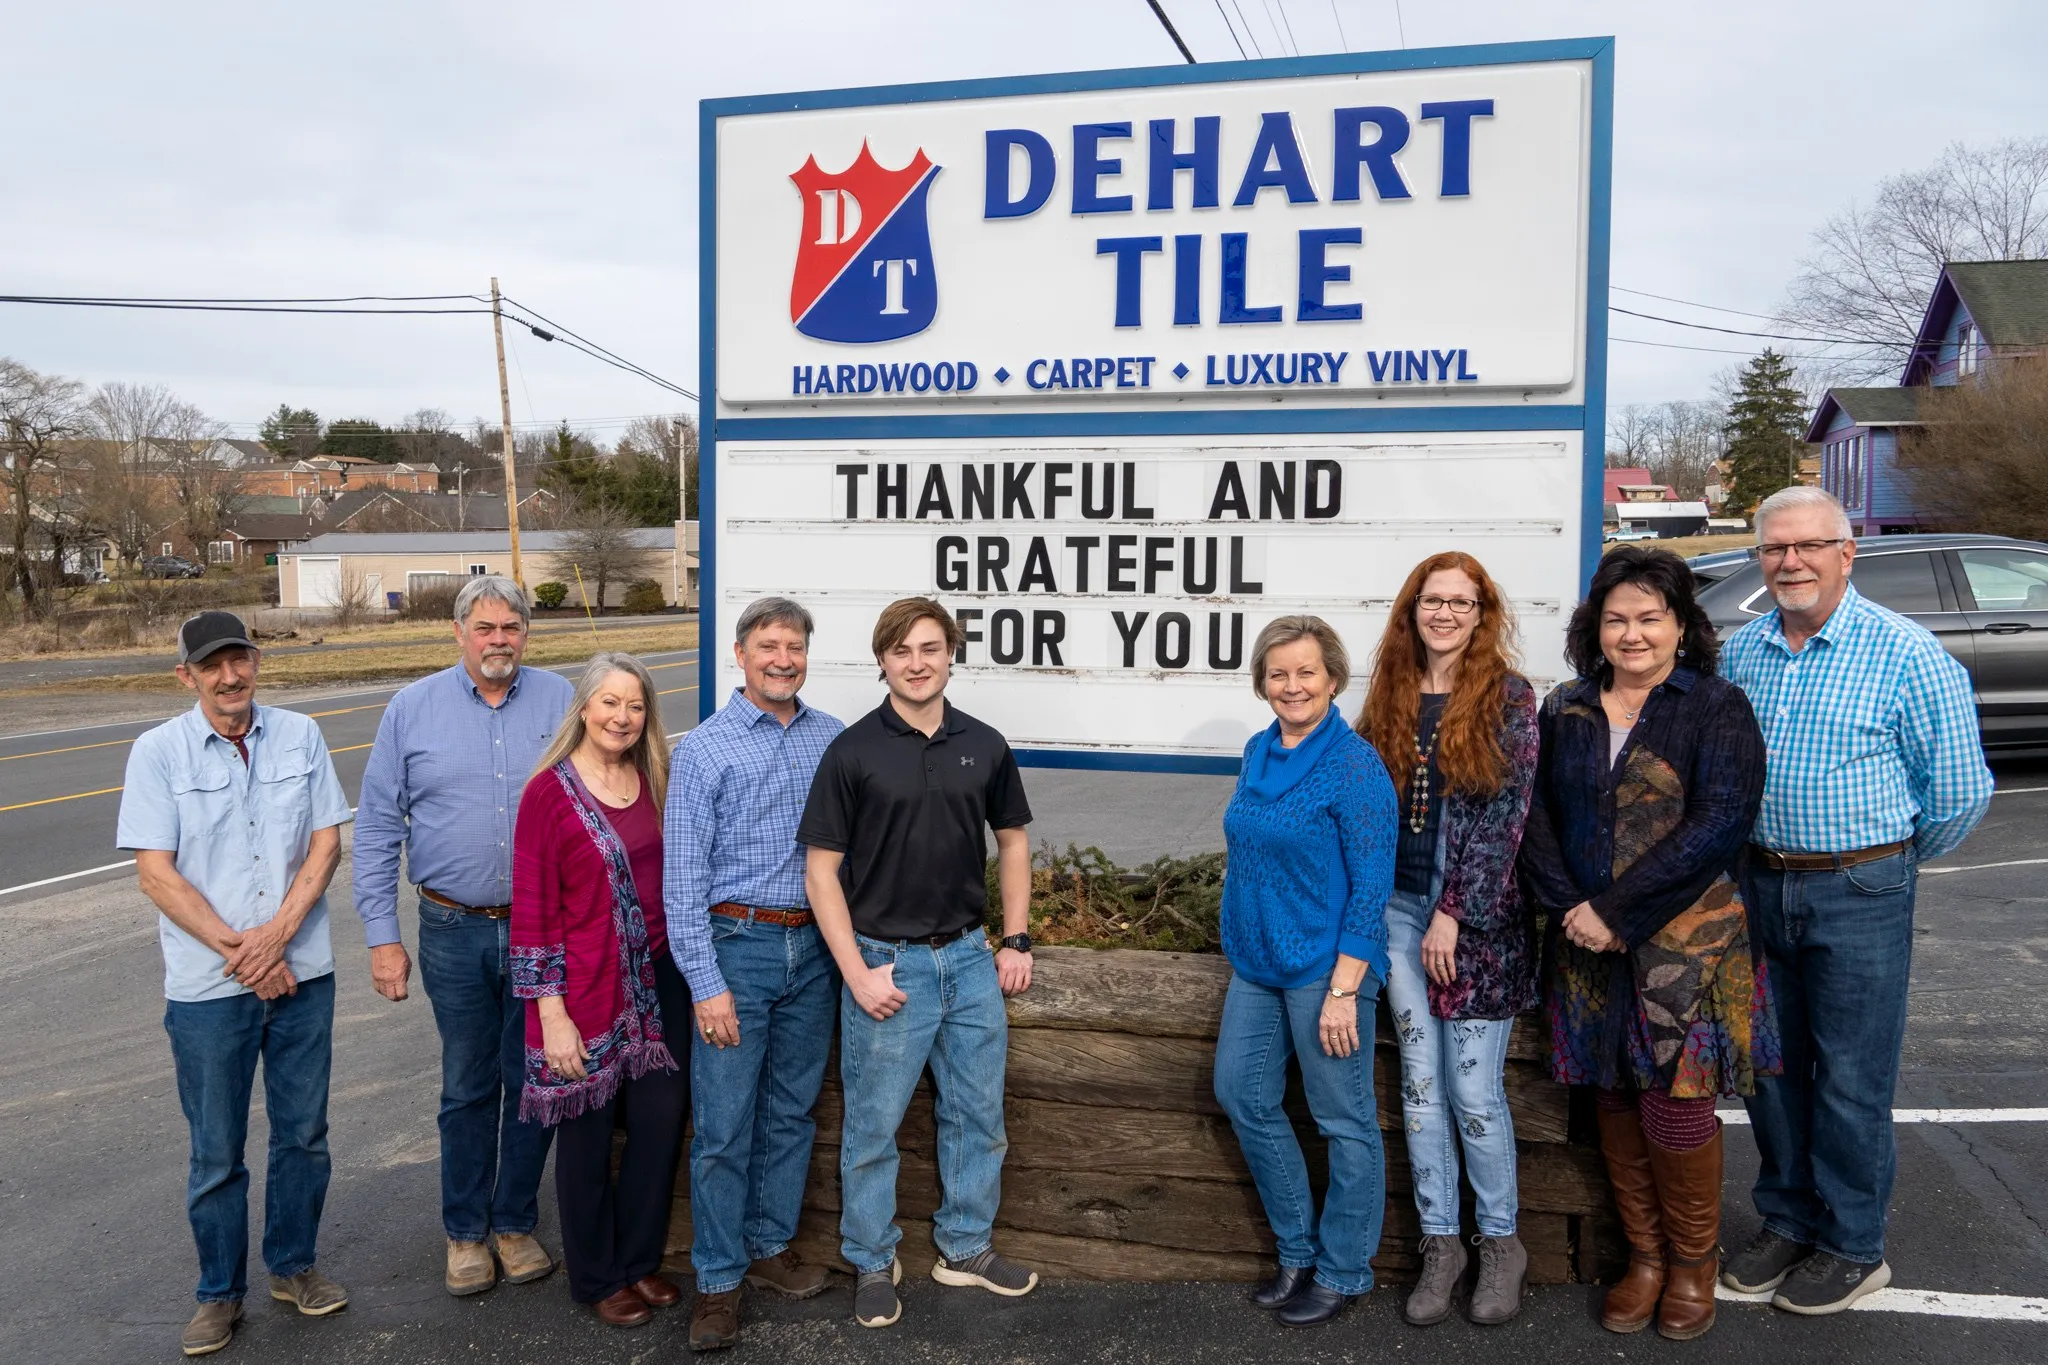 D
T
DEHART
TILE
HARDWOOD ◆ CARPET ◆ LUXURY VINYL
THANKFUL AND
GRATEFUL
FOR YOU